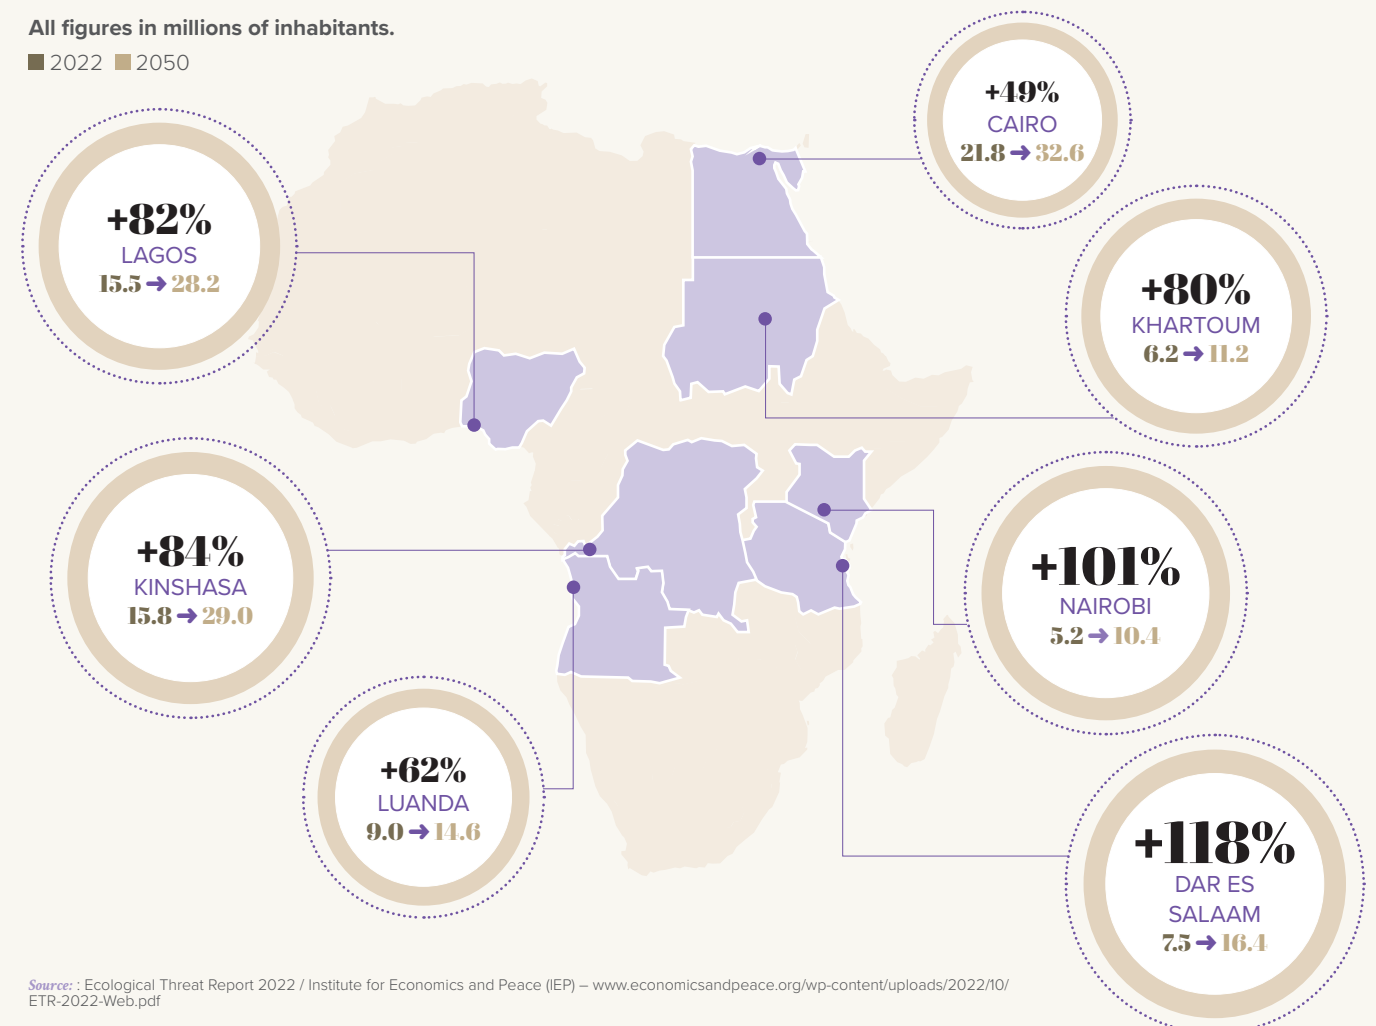 All figures in millions of inhabitants.
2022 2050
+49%
CAIRO
21.8 ➜ 32.6
+82%
LAGOS
15.5 ➜ 28.2
+80%
KHARTOUM
6.2 ➜ 11.2
+84%
KINSHASA
15.8 ➜ 29.0
+101%
NAIROBI
5.2 ➜ 10.4
+62%
LUANDA
9.0 ➜ 14.6
+118%
DAR ES
SALAAM
7.5 ➜ 16.4
Source: : Ecological Threat Report 2022 / Institute for Economics and Peace (IEP) – www.economicsandpeace.org/wp-content/uploads/2022/10/
ETR-2022-Web.pdf